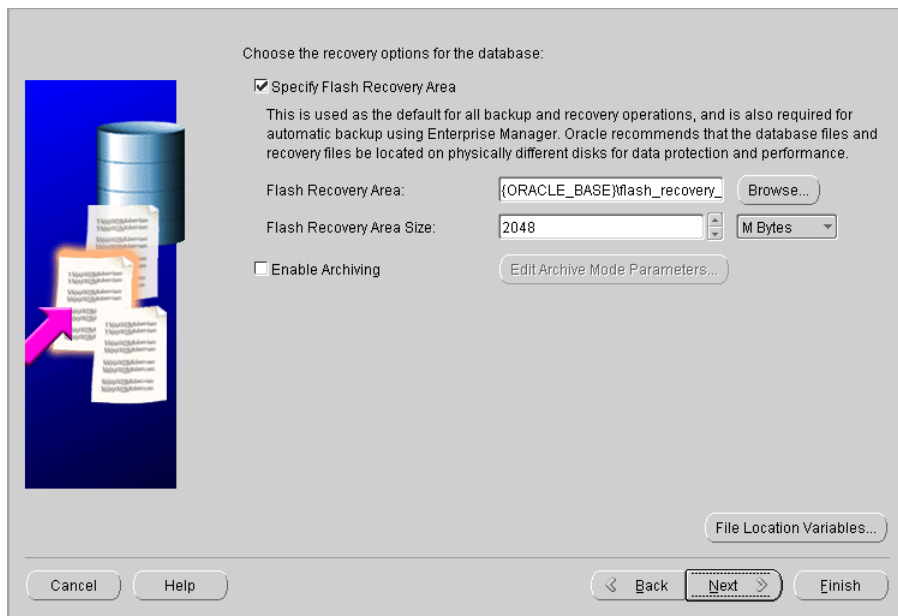 Choose the recovery options for the database:
Specify Flash Recovery Area
This is used as the default for all backup and recovery operations, and is also required for
automatic backup using Enterprise Manager. Oracle recommends that the database files and
recovery files be located on physically different disks for data protection and performance.
Flash Recovery Area: {ORACLE_BASE}\flash_recovery_ Browse...
Flash Recovery Area Size: 2048 M Bytes
Enable Archiving Edit Archive Mode Parameters...
File Location Variables...
Cancel Help Back Next Finish